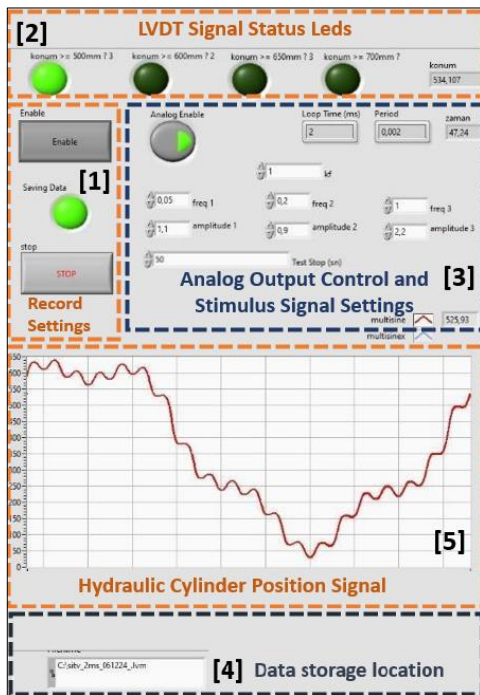 [2] LVDT Signal Status Leds
konum >= 500mm ? 3
konum >= 600mm ? 2
konum >= 650mm ? 3
konum >= 700mm ?
konum
534,107
Enable
Enable
[1]
Saving Data
stop
STOP
Record
Settings
Analog Enable
Loop Time (ms)
2
Period
0,002
zaman
47,24
1 kf
0,05 freq 1
0,2 freq 2
1 freq 3
1,1 amplitude 1
0,9 amplitude 2
2,2 amplitude 3
50 Test Stop (sn)
[3]
Analog Output Control and
Stimulus Signal Settings
multisine
525,93
multisinex
[5]
Hydraulic Cylinder Position Signal
C:\sitv_2ms_061224_.lvm
[4] Data storage location